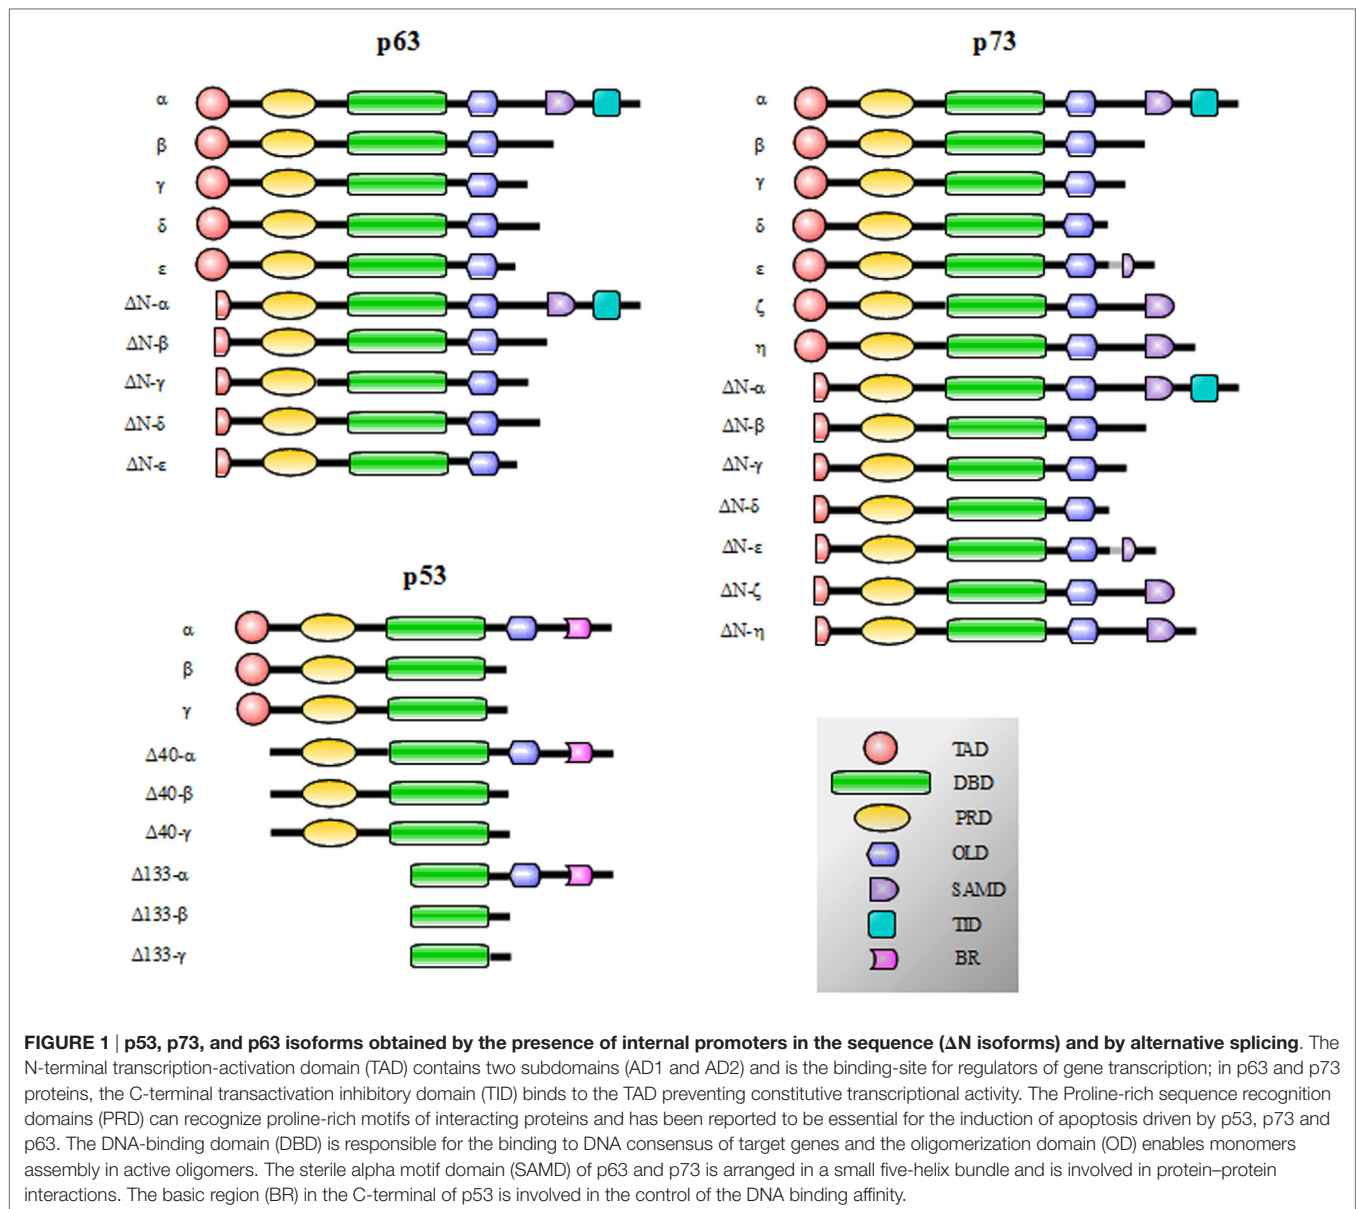 p63
α
β
γ
δ
ε
ΔN-α
ΔN-β
ΔN-γ
ΔN-δ
ΔN-ε
p73
α
β
γ
δ
ε
ζ
η
ΔN-α
ΔN-β
ΔN-γ
ΔN-δ
ΔN-ε
ΔN-ζ
ΔN-η
p53
α
β
γ
Δ40-α
Δ40-β
Δ40-γ
Δ133-α
Δ133-β
Δ133-γ
TAD
DBD
PRD
OLD
SAMD
TID
BR
FIGURE 1 | p53, p73, and p63 isoforms obtained by the presence of internal promoters in the sequence (ΔN isoforms) and by alternative splicing. The
N-terminal transcription-activation domain (TAD) contains two subdomains (AD1 and AD2) and is the binding-site for regulators of gene transcription; in p63 and p73
proteins, the C-terminal transactivation inhibitory domain (TID) binds to the TAD preventing constitutive transcriptional activity. The Proline-rich sequence recognition
domains (PRD) can recognize proline-rich motifs of interacting proteins and has been reported to be essential for the induction of apoptosis driven by p53, p73 and
p63. The DNA-binding domain (DBD) is responsible for the binding to DNA consensus of target genes and the oligomerization domain (OD) enables monomers
assembly in active oligomers. The sterile alpha motif domain (SAMD) of p63 and p73 is arranged in a small five-helix bundle and is involved in protein–protein
interactions. The basic region (BR) in the C-terminal of p53 is involved in the control of the DNA binding affinity.